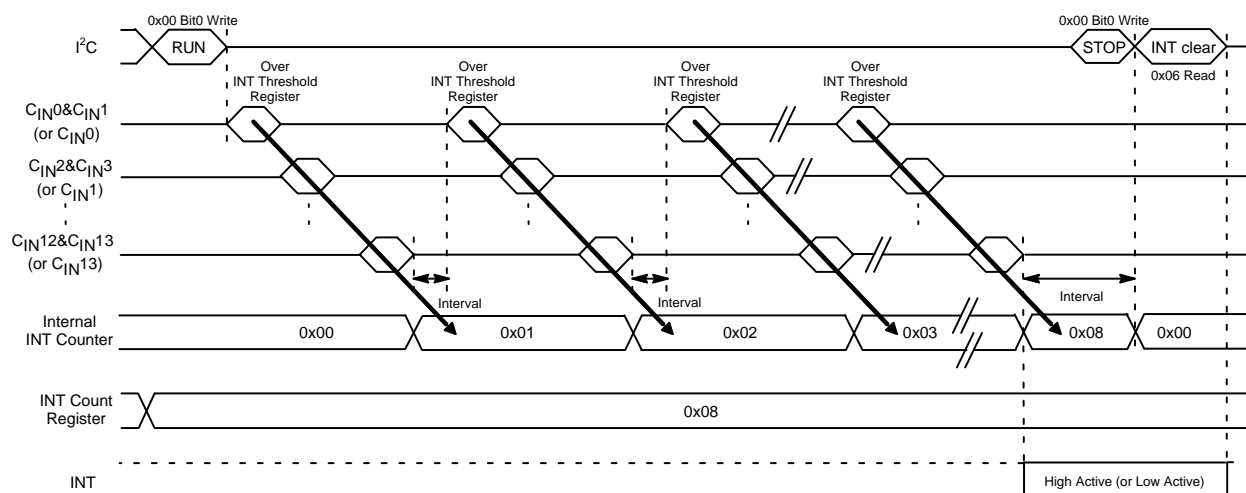 0x00 Bit0 Write
0x00 Bit0 Write
I2C
RUN
STOP
INT clear
0x06 Read
Over
INT Threshold
Register
Over
INT Threshold
Register
Over
INT Threshold
Register
Over
INT Threshold
Register
CIN0&CIN1
(or CIN0)
CIN2&CIN3
(or CIN1)
CIN12&CIN13
(or CIN13)
Interval
Interval
Interval
Internal
INT Counter
0x00
0x01
0x02
0x03
0x08
0x00
INT Count
Register
0x08
INT
High Active (or Low Active)